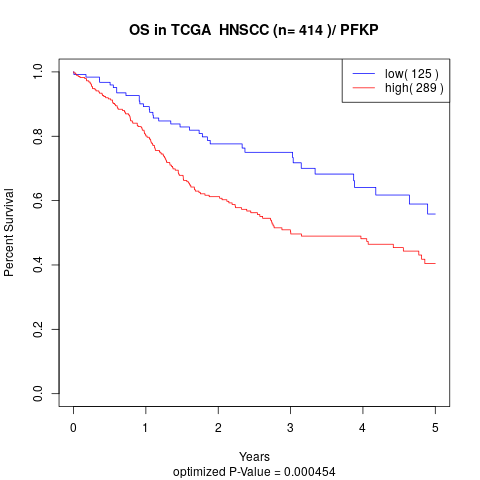 OS in TCGA  HNSCC (n= 414 )/ PFKP
low( 125 )
high( 289 )
Percent Survival
1.0
0.8
0.6
0.4
0.2
0.0
0 1 2 3 4 5
Years
optimized P-Value = 0.000454